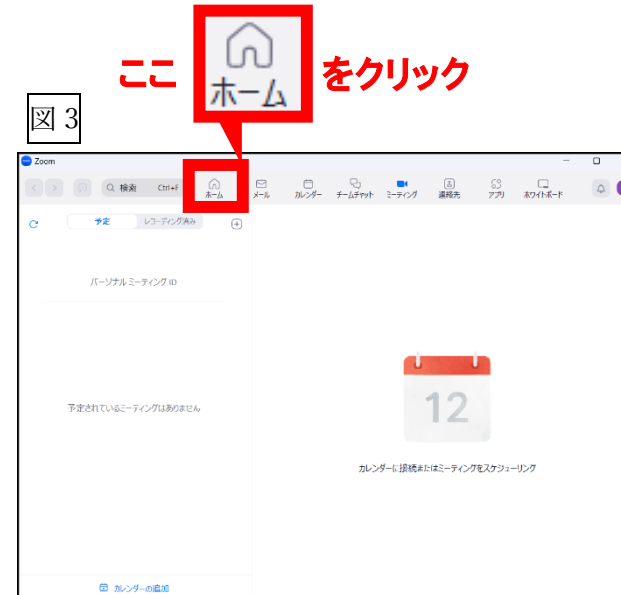 ここ ホーム をクリック
図 3
Zoom
検索 Ctrl+F ホーム メール カレンダー チームチャット ミーティング 連絡先 アプリ ホワイトボード
予定 レコーディング済み
パーソナル ミーティング ID
12
予定されているミーティングはありません
カレンダーに接続またはミーティングをスケジューリング
カレンダーの追加